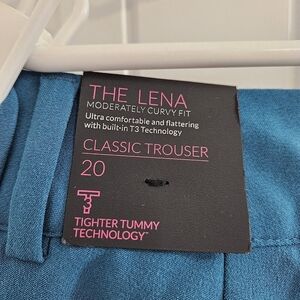 THE LENA
MODERATELY CURVY FIT
Ultra comfortable and flattering
with built-in T3 Technology
CLASSIC TROUSER
20
T3
TIGHTER TUMMY
TECHNOLOGY™